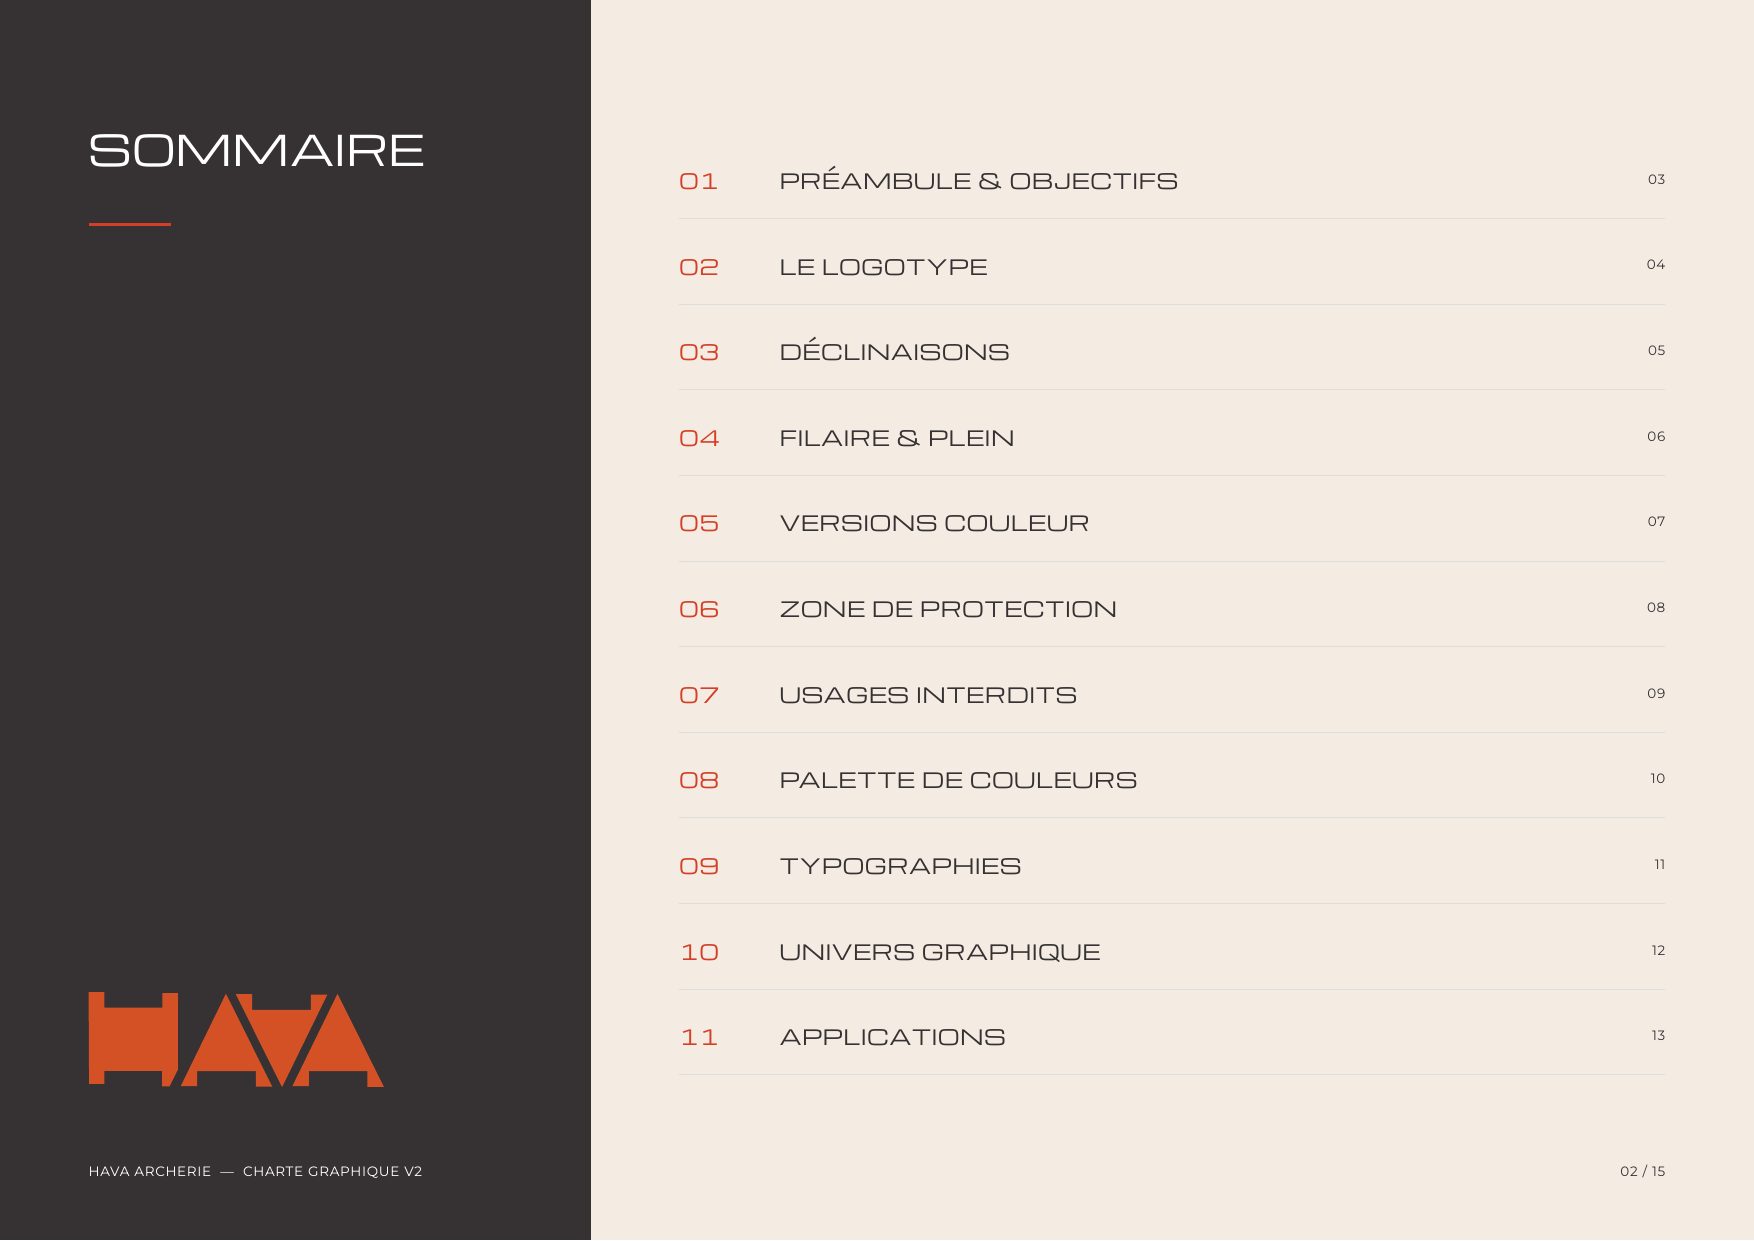 SOMMAIRE
01 PRÉAMBULE & OBJECTIFS 03
02 LE LOGOTYPE 04
03 DÉCLINAISONS 05
04 FILAIRE & PLEIN 06
05 VERSIONS COULEUR 07
06 ZONE DE PROTECTION 08
07 USAGES INTERDITS 09
08 PALETTE DE COULEURS 10
09 TYPOGRAPHIES 11
10 UNIVERS GRAPHIQUE 12
11 APPLICATIONS 13
HAVA
HAVA ARCHERIE — CHARTE GRAPHIQUE V2
02 / 15